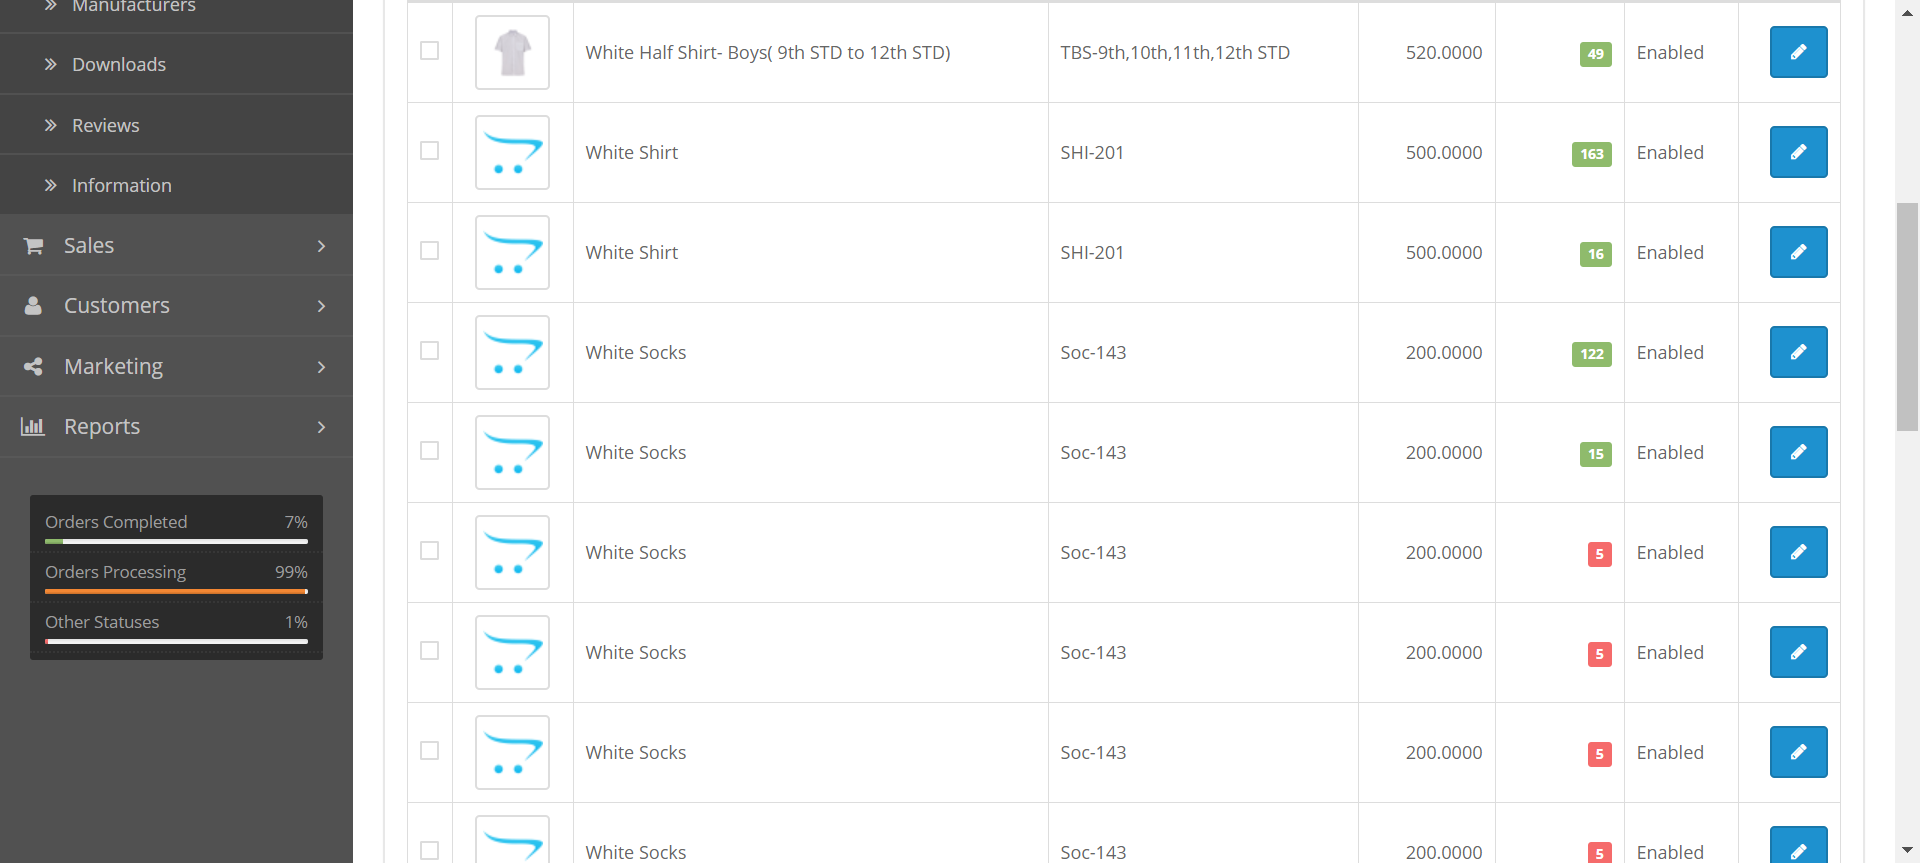 Manufacturers
Downloads
Reviews
Information
Sales
Customers
Marketing
Reports
Orders Completed 7%
Orders Processing 99%
Other Statuses 1%
White Half Shirt- Boys( 9th STD to 12th STD) TBS-9th,10th,11th,12th STD 520.0000 49 Enabled
White Shirt SHI-201 500.0000 163 Enabled
White Shirt SHI-201 500.0000 16 Enabled
White Socks Soc-143 200.0000 122 Enabled
White Socks Soc-143 200.0000 15 Enabled
White Socks Soc-143 200.0000 5 Enabled
White Socks Soc-143 200.0000 5 Enabled
White Socks Soc-143 200.0000 5 Enabled
White Socks Soc-143 200.0000 5 Enabled